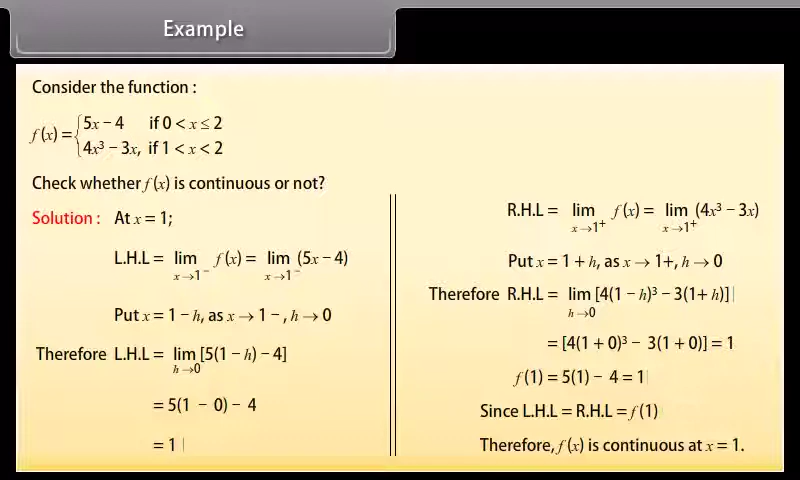 Example
Consider the function :
f(x) = {5x − 4 if 0 < x ≤ 2
4x³ − 3x, if 1 < x < 2
Check whether f(x) is continuous or not?
Solution : At x = 1;
L.H.L = lim x→1⁻ f(x) = lim x→1⁻ (5x − 4)
Put x = 1 − h, as x → 1 − , h → 0
Therefore L.H.L = lim h→0 [5(1 − h) − 4]
= 5(1 − 0) − 4
= 1
R.H.L = lim x→1⁺ f(x) = lim x→1⁺ (4x³ − 3x)
Put x = 1 + h, as x → 1+, h → 0
Therefore R.H.L = lim h→0 [4(1 − h)³ − 3(1+ h)]
= [4(1 + 0)³ − 3(1 + 0)] = 1
f(1) = 5(1) − 4 = 1
Since L.H.L = R.H.L = f(1)
Therefore, f(x) is continuous at x = 1.